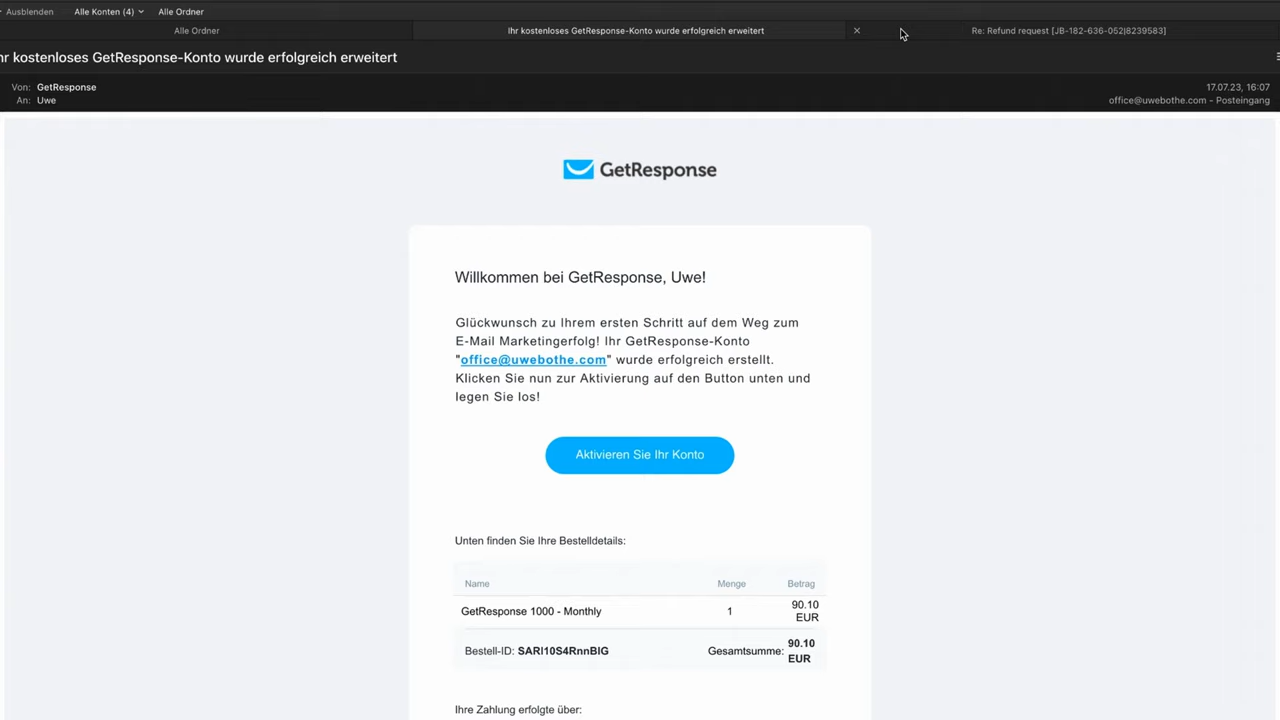 Ausblenden Alle Konten (4) Alle Ordner
Alle Ordner Ihr kostenloses GetResponse-Konto wurde erfolgreich erweitert Re: Refund request [JB-182-636-052|8239583]
hr kostenloses GetResponse-Konto wurde erfolgreich erweitert
Von: GetResponse 17.07.23, 16:07
An: Uwe office@uwebothe.com – Posteingang
GetResponse
Willkommen bei GetResponse, Uwe!
Glückwunsch zu Ihrem ersten Schritt auf dem Weg zum
E-Mail Marketingerfolg! Ihr GetResponse-Konto
"office@uwebothe.com" wurde erfolgreich erstellt.
Klicken Sie nun zur Aktivierung auf den Button unten und
legen Sie los!
Aktivieren Sie Ihr Konto
Unten finden Sie Ihre Bestelldetails:
Name Menge Betrag
GetResponse 1000 - Monthly 1 90.10
EUR
Bestell-ID: SARI10S4RnnBIG Gesamtsumme: 90.10
EUR
Ihre Zahlung erfolgte über: